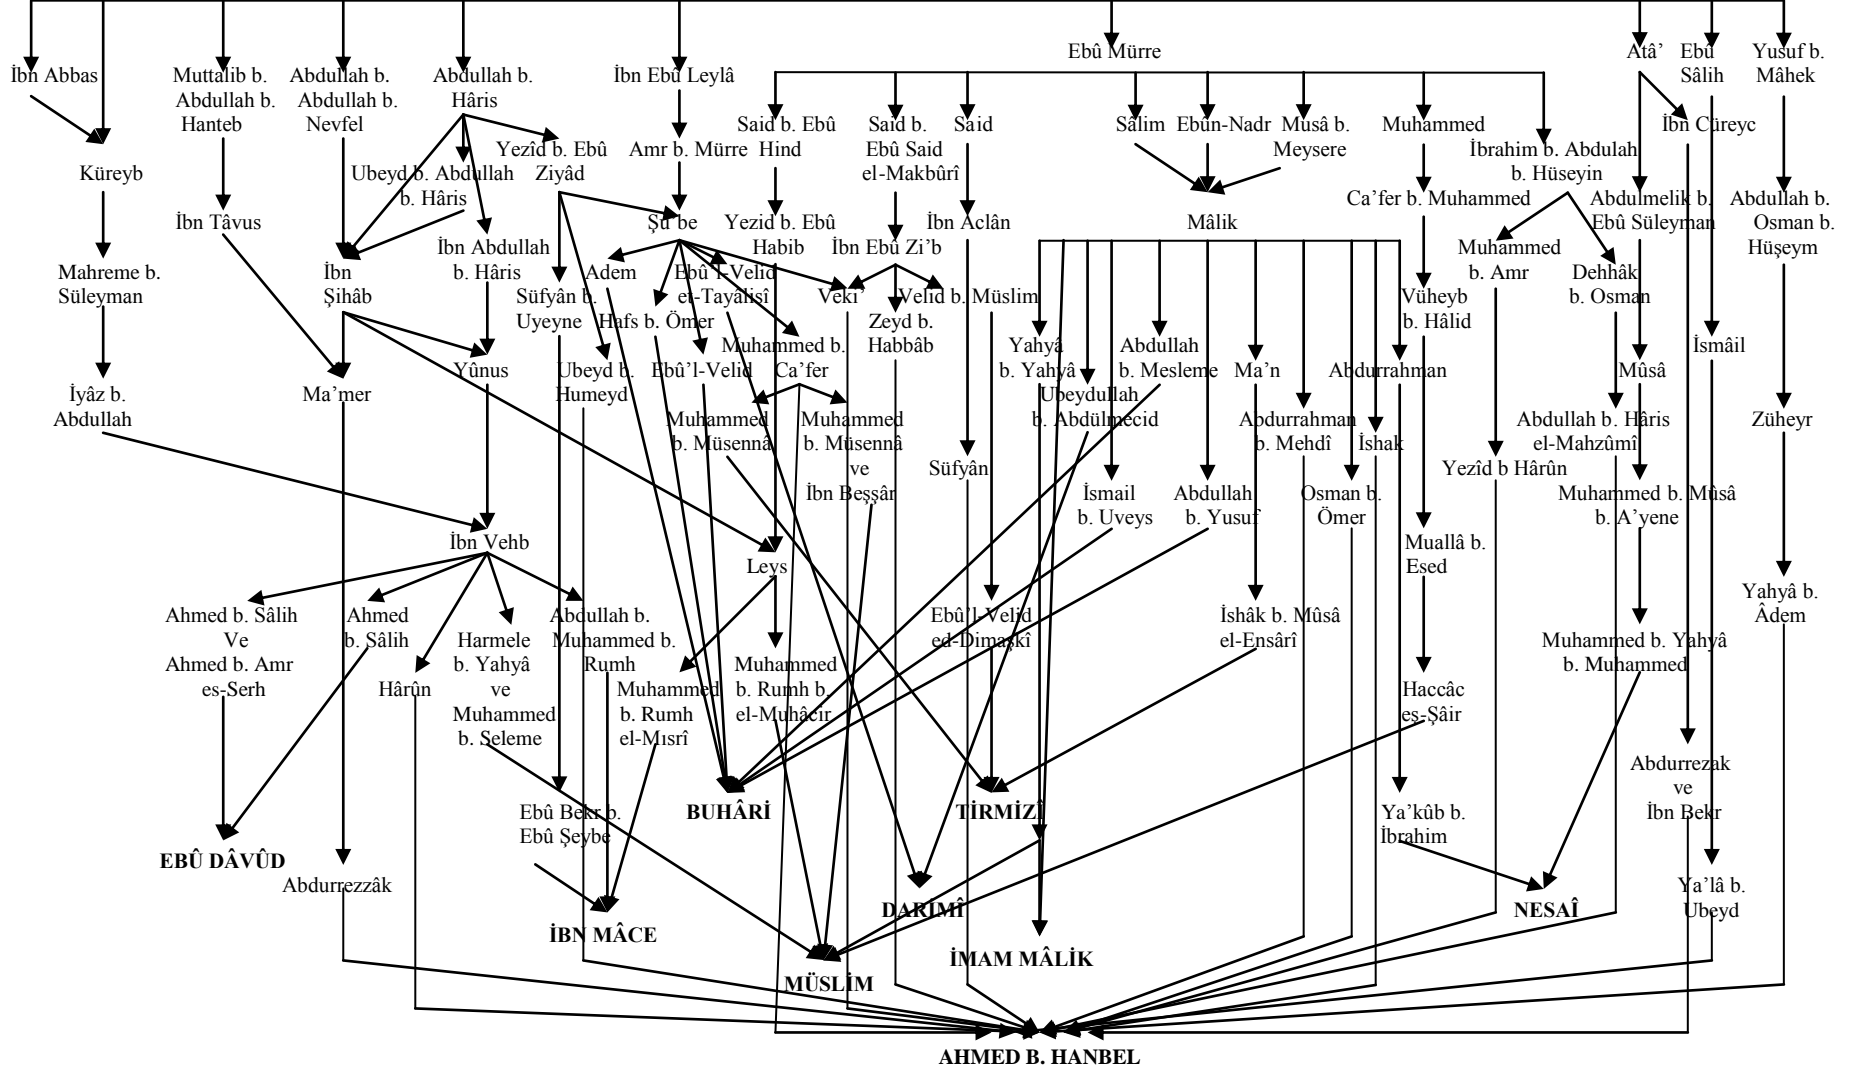 Ebû Mürre
Atâ’
Ebû
Sâlih
Yusuf b.
Mâhek
İbn Abbas
Muttalib b.
Abdullah b.
Hanteb
Abdullah b.
Abdullah b.
Nevfel
Abdullah b.
Hâris
İbn Ebû Leylâ
Said b. Ebû
Hind
Said b.
Ebû Said
el-Makbûrî
Said
Sâlim
Ebun-Nadr
Mûsâ b.
Meysere
Muhammed
İbrahim b. Abdulah
b. Hüseyin
İbn Cüreyc
Küreyb
Ubeyd b. Abdullah
b. Hâris
Yezîd b. Ebû
Ziyâd
Amr b. Mürre
Ca’fer b. Muhammed
Abdulmelik b.
Ebû Süleyman
Abdullah b.
Osman b.
Hüşeym
İbn Tâvus
İbn Abdullah
b. Hâris
Şu’be
Yezid b. Ebû
Habib
İbn Ebû Zi’b
İbn Aclân
Mâlik
Muhammed
b. Amr
Dehhâk
b. Osman
Mahreme b.
Süleyman
İbn
Şihâb
Süfyân b.
Uyeyne
Adem
Hafs b. Ömer
Ebû’l-Velid
et-Tayâlisî
Veki’
Velid b. Müslim
Zeyd b.
Habbâb
Vüheyb
b. Hâlid
İyâz b.
Abdullah
Ma’mer
Yûnus
Ubeyd b.
Humeyd
Ebû’l-Velid
Muhammed b.
Ca’fer
Yahyâ
b. Yahyâ
Ubeydullah
b. Abdülmecid
Abdullah
b. Mesleme
Ma’n
Abdurrahman
Mûsâ
İsmâil
Muhammed
b. Müsennâ
Muhammed
b. Müsennâ
ve
İbn Beşşâr
Süfyân
Abdurrahman
b. Mehdî
İshak
Abdullah b. Hâris
el-Mahzûmî
Züheyr
İsmail
b. Uveys
Abdullah
b. Yusuf
Osman b.
Ömer
Yezîd b Hârûn
Muhammed b. Mûsâ
b. A’yene
İbn Vehb
Leys
Muallâ b.
Esed
Ahmed b. Sâlih
Ve
Ahmed b. Amr
es-Serh
Ahmed
b. Sâlih
Hârûn
Harmele
b. Yahyâ
ve
Muhammed
b. Seleme
Abdullah b.
Muhammed b.
Rumh
Muhammed
b. Rumh
el-Mısrî
Muhammed
b. Rumh b.
el-Muhâcir
Ebû’l-Velid
ed-Dimaşkî
İshâk b. Mûsâ
el-Ensârî
Haccâc
eş-Şâir
Muhammed b. Yahyâ
b. Muhammed
Yahyâ b.
Âdem
Abdurrezak
ve
İbn Bekr
Ebû Bekr b.
Ebû Şeybe
BUHÂRİ
TİRMİZÎ
Ya’kûb b.
İbrahim
EBÛ DÂVÛD
Abdurrezzâk
İBN MÂCE
DARIMÎ
NESAÎ
Ya’lâ b.
Ubeyd
MÜSLİM
İMAM MÂLİK
AHMED B. HANBEL